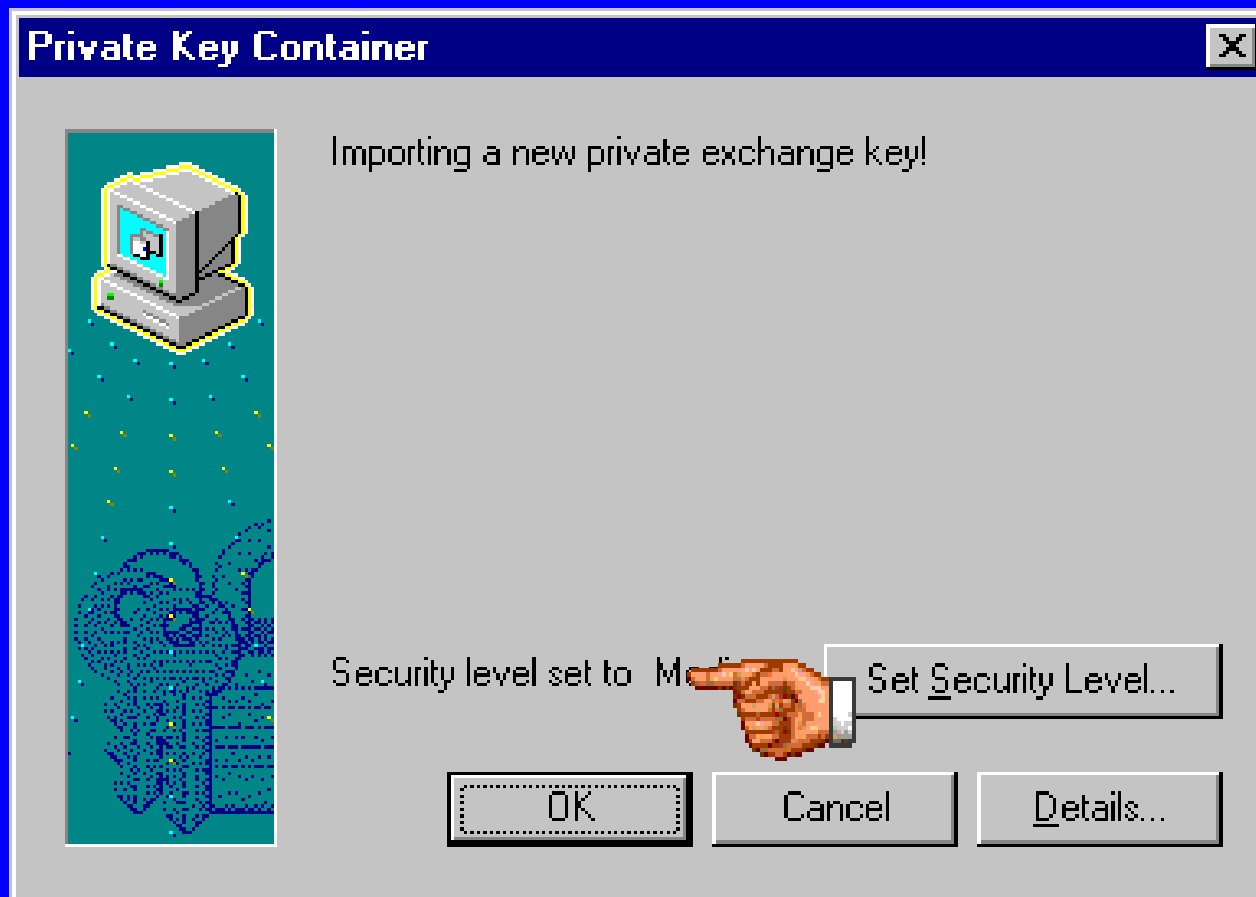 Private Key Container
Importing a new private exchange key!
Security level set to
Set Security Level...
OK
Cancel
Details...